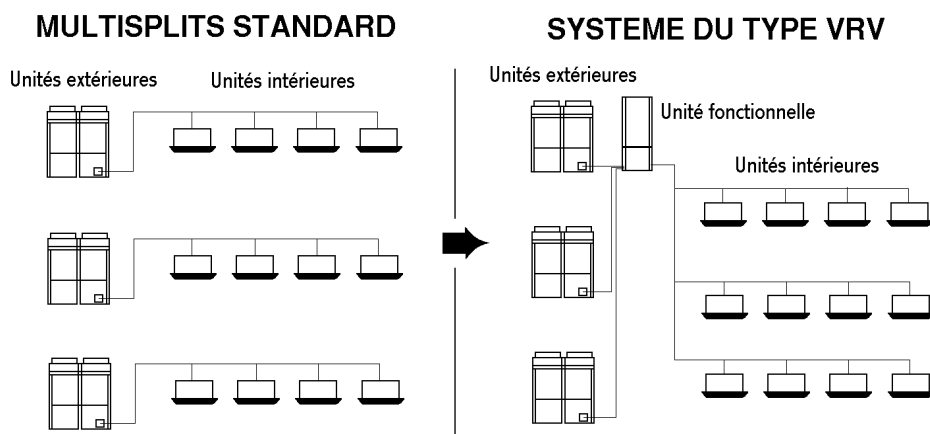 MULTISPLITS STANDARD
Unités extérieures
Unités intérieures
SYSTEME DU TYPE VRV
Unités extérieures
Unité fonctionnelle
Unités intérieures